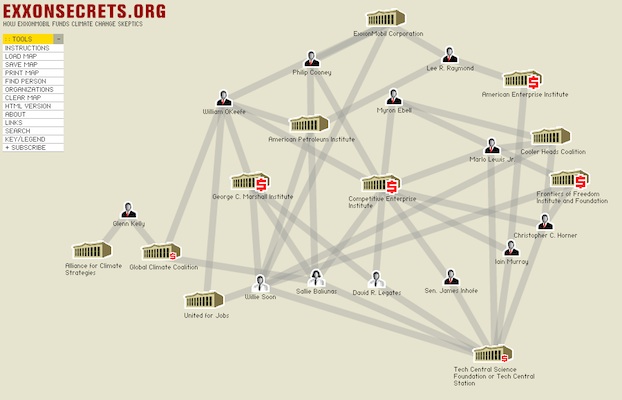 EXXONSECRETS.ORG
HOW EXXONMOBIL FUNDS CLIMATE CHANGE SKEPTICS
:: TOOLS -
INSTRUCTIONS
LOAD MAP
SAVE MAP
PRINT MAP
FIND PERSON
ORGANIZATIONS
CLEAR MAP
HTML VERSION
ABOUT
LINKS
SEARCH
KEY/LEGEND
+ SUBSCRIBE
ExxonMobil Corporation
Philip Cooney
Lee R. Raymond
American Enterprise Institute
William OKeefe
Myron Ebell
American Petroleum Institute
Cooler Heads Coalition
Marlo Lewis Jr.
George C. Marshall Institute
Competitive Enterprise
Institute
Frontiers of Freedom
Institute and Foundation
Glenn Kelly
Christopher C. Horner
Alliance for Climate
Strategies
Global Climate Coalition
Iain Murray
Willie Soon
Sallie Baliunas
David R. Legates
Sen. James Inhofe
United for Jobs
Tech Central Science
Foundation or Tech Central
Station